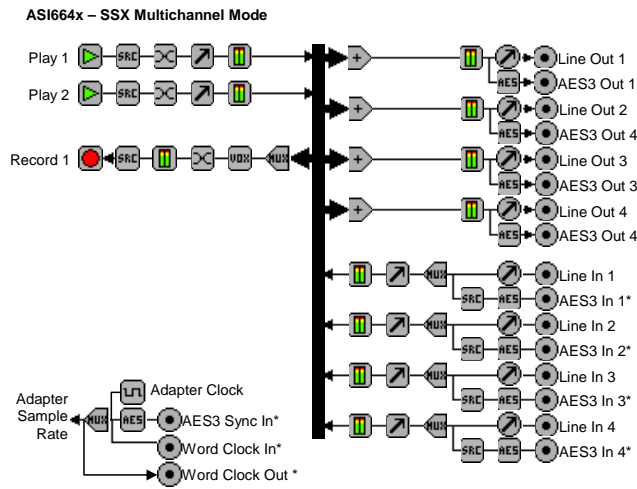 ASI664x – SSX Multichannel Mode
Play 1
SRC
Line Out 1
AES
AES3 Out 1
Play 2
SRC
Line Out 2
AES
AES3 Out 4
Record 1
SRC
VOX
MUX
Line Out 3
AES
AES3 Out 3
Line Out 4
AES
AES3 Out 4
MUX
Line In 1
SRC
AES
AES3 In 1*
MUX
Line In 2
SRC
AES
AES3 In 2*
MUX
Line In 3
SRC
AES
AES3 In 3*
MUX
Line In 4
SRC
AES
AES3 In 4*
Adapter
Sample
Rate
MUX
Adapter Clock
AES
AES3 Sync In*
Word Clock In*
Word Clock Out *